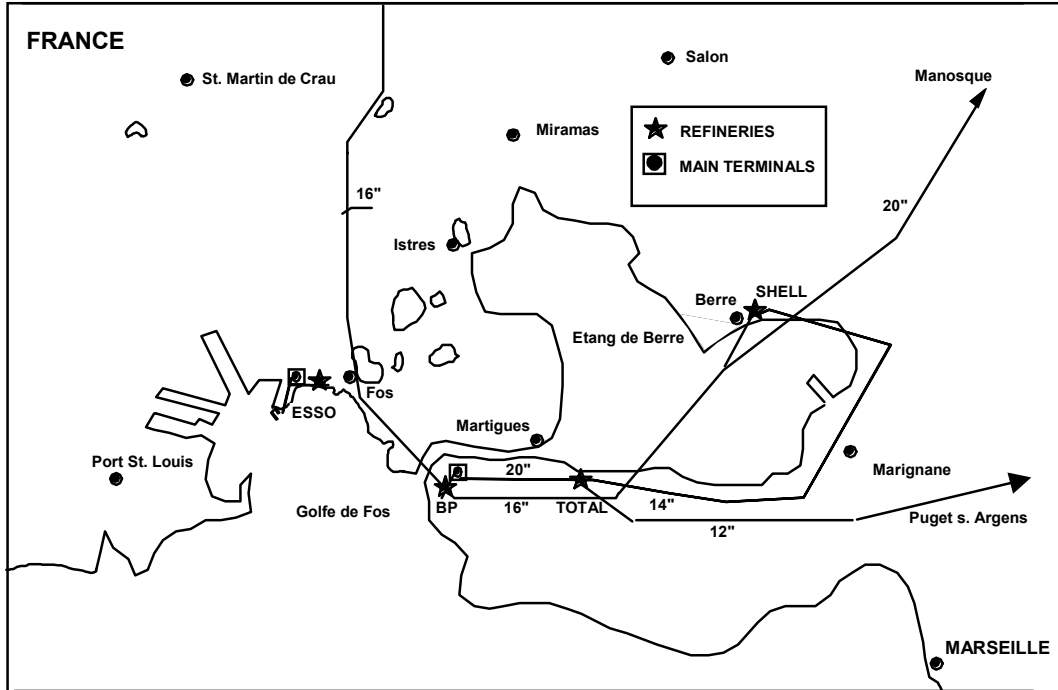 FRANCE
Salon
St. Martin de Crau
Manosque
REFINERIES
Miramas
MAIN TERMINALS
16"
20"
Istres
SHELL
Berre
Etang de Berre
Fos
ESSO
Martigues
Port St. Louis
20"
Marignane
BP
16"
TOTAL
14"
Golfe de Fos
Puget s. Argens
12"
MARSEILLE